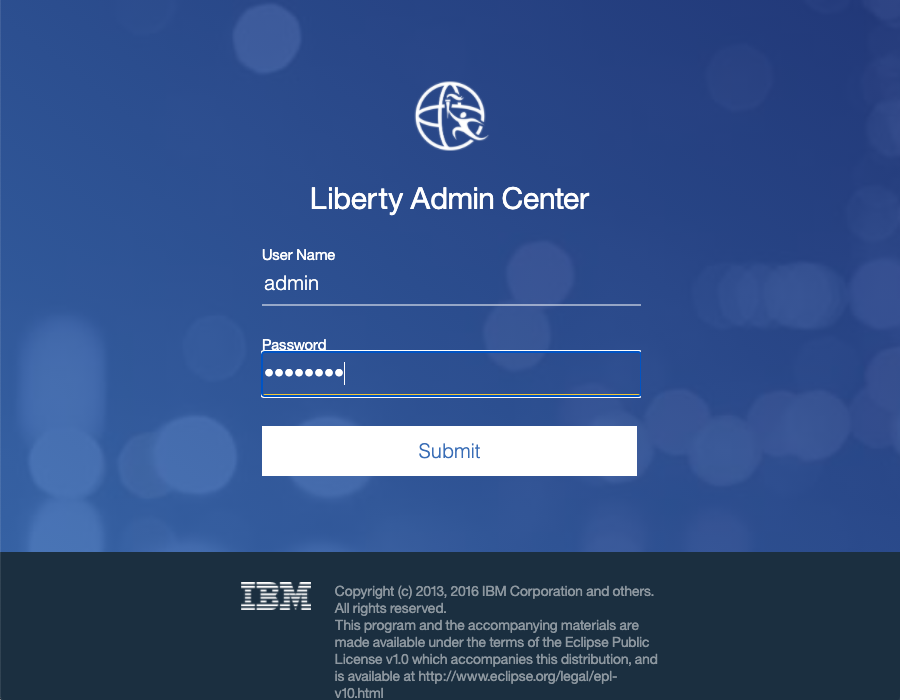 Liberty Admin Center
User Name
admin
Password
••••••••
Submit
IBM
Copyright (c) 2013, 2016 IBM Corporation and others.
All rights reserved.
This program and the accompanying materials are
made available under the terms of the Eclipse Public
License v1.0 which accompanies this distribution, and
is available at http://www.eclipse.org/legal/epl-
v10.html